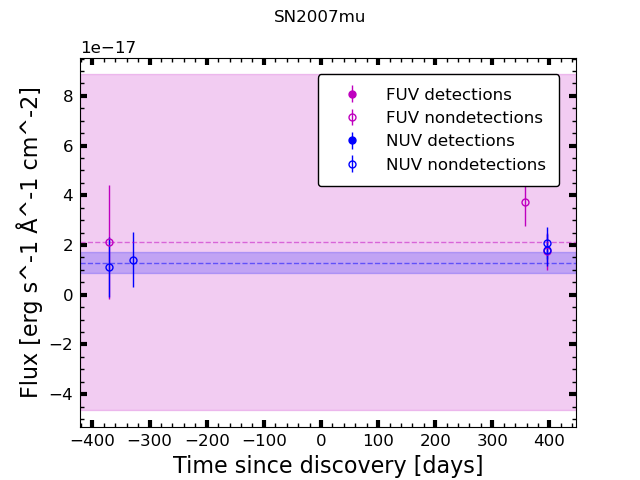 SN2007mu
1e−17
8
6
4
2
0
−2
−4
Flux [erg s^-1 Å^-1 cm^-2]
FUV detections
FUV nondetections
NUV detections
NUV nondetections
−400 −300 −200 −100 0 100 200 300 400
Time since discovery [days]